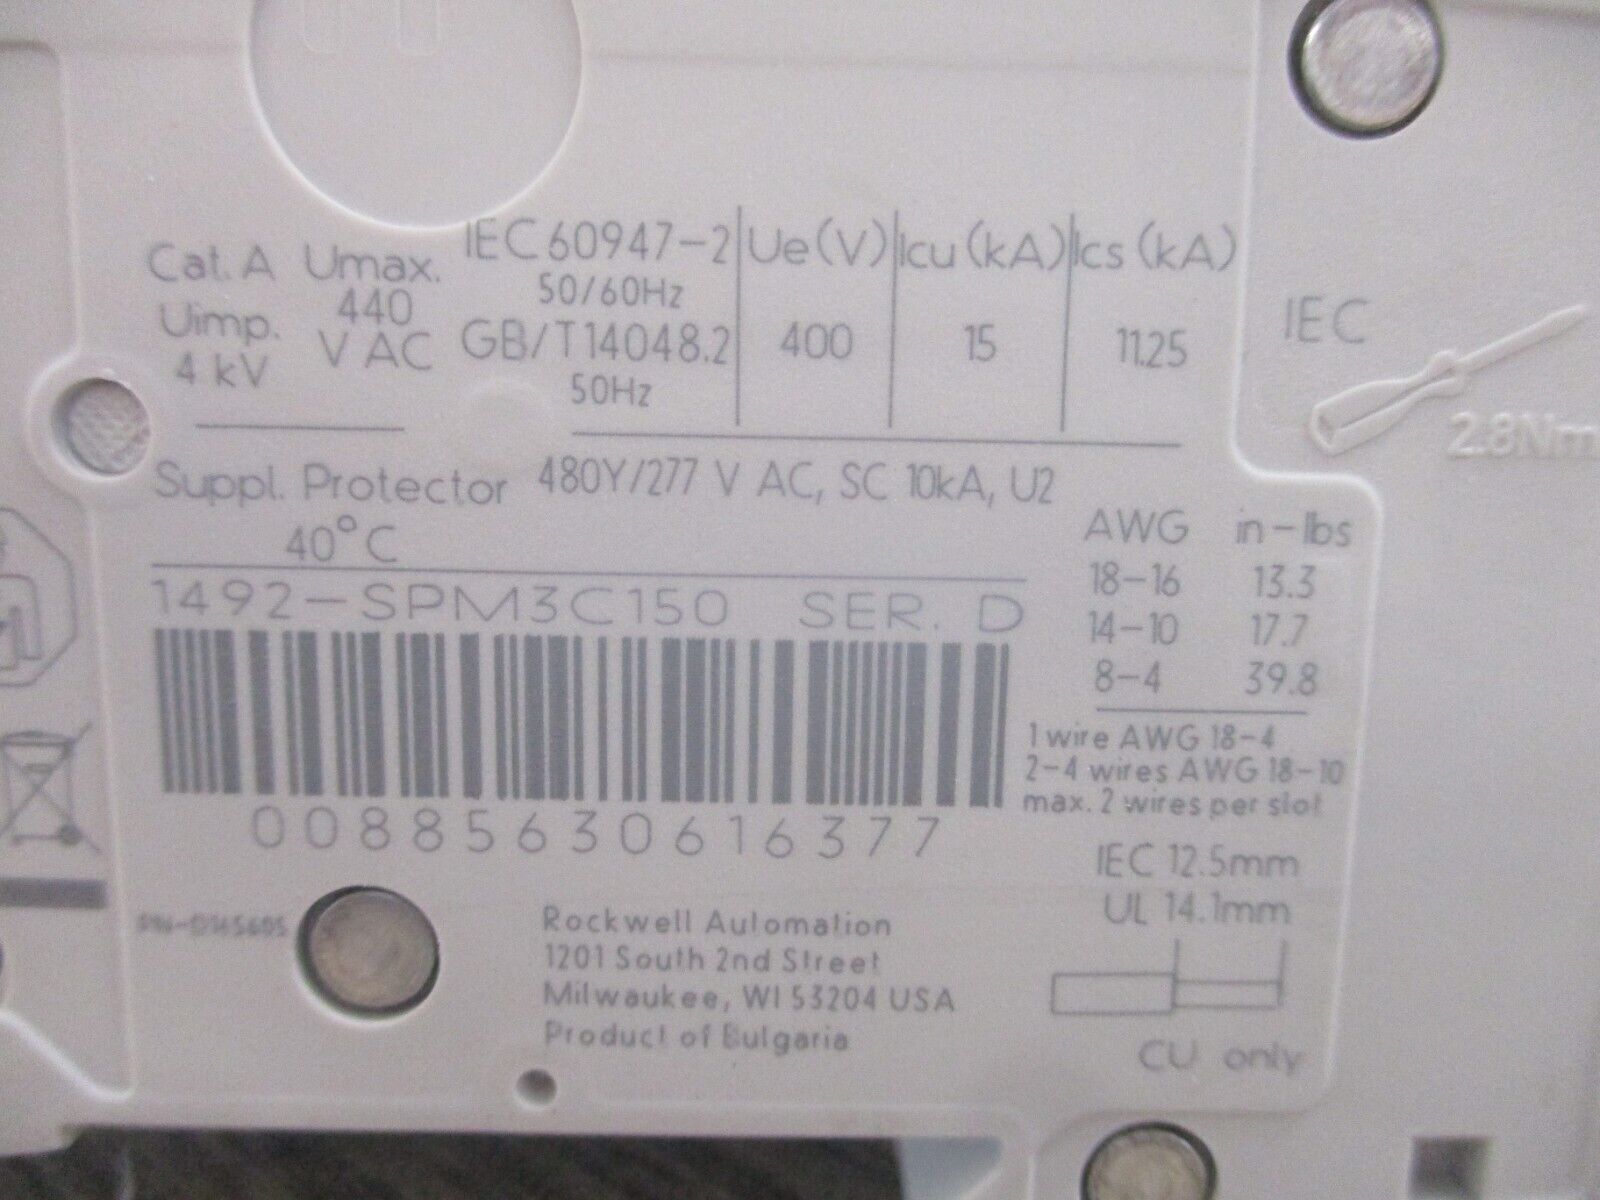 Cat. A Umax. IEC60947-2 Ue(V) Icu (kA) Ics (kA)
50/60Hz
Uimp. 440
4 kV V AC GB/T14048.2 400 15 11.25
50Hz
IEC
2.8Nm
Suppl. Protector 480Y/277 V AC, SC 10kA, U2
40°C
1492-SPM3C150 SER. D
0088563061637​7
AWG in-lbs
18-16 13.3
14-10 17.7
8-4 39.8
1 wire AWG 18-4
2-4 wires AWG 18-10
max. 2 wires per slot
IEC 12.5mm
UL 14.1mm
CU only
Rockwell Automation
1201 South 2nd Street
Milwaukee, WI 53204 USA
Product of Bulgaria